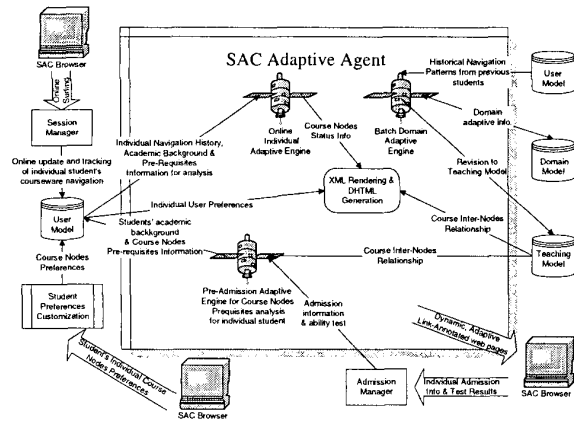 SAC Adaptive Agent
SAC Browser
Online
Surfing
Session
Manager
Online update and tracking
of individual student's
courseware navigation
User
Model
Course Nodes
Preferences
Student
Preferences
Customization
Student's Individual Course
Nodes Preferences
SAC Browser
Individual Navigation History,
Academic Background &
Pre-Requisites
Information for analysis
Individual User Preferences
Students' academic
background
& Course Nodes
Pre-requisites Information
Online
Individual
Adaptive Engine
Course Nodes
Status Info
Batch Domain
Adaptive
Engine
XML Rendering &
DHTML
Generation
Historical Navigation
Patterns from previous
students
User
Model
Domain
adaptive info
Domain
Model
Revision to
Teaching Model
Course Inter-Nodes
Relationship
Course Inter-Nodes
Relationship
Teaching
Model
Pre-Admission Adaptive
Engine for Course Nodes
Prequisites analysis
for individual student
Admission
information
& ability test
Dynamic, Adaptive
Link-Annotated web pages
Admission
Manager
Individual Admission
Info & Test Results
SAC Browser